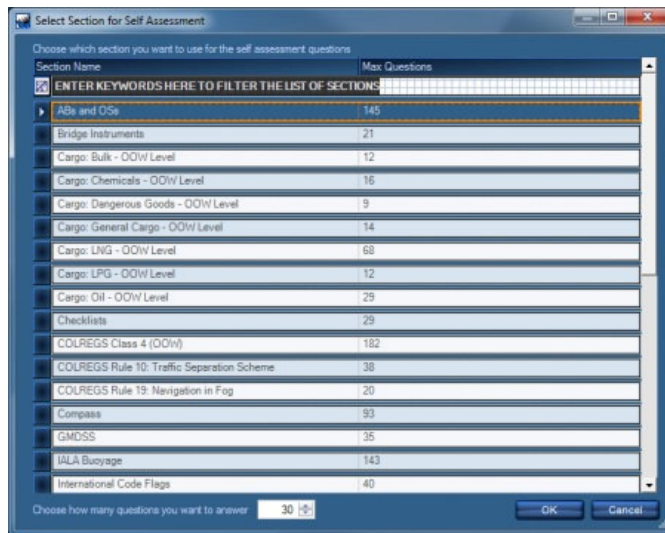 Select Section for Self Assessment
Choose which section you want to use for the self assessment questions
Section Name Max Questions
ENTER KEYWORDS HERE TO FILTER THE LIST OF SECTIONS
ABs and OSs 145
Bridge Instruments 21
Cargo: Bulk - OOW Level 12
Cargo: Chemicals - OOW Level 16
Cargo: Dangerous Goods - OOW Level 9
Cargo: General Cargo - OOW Level 14
Cargo: LNG - OOW Level 68
Cargo: LPG - OOW Level 12
Cargo: Oil - OOW Level 29
Checklists 29
COLREGS Class 4 (OOW) 182
COLREGS Rule 10: Traffic Separation Scheme 38
COLREGS Rule 19: Navigation in Fog 20
Compass 93
GMDSS 35
IALA Buoyage 143
International Code Flags 40
Choose how many questions you want to answer 30 OK Cancel